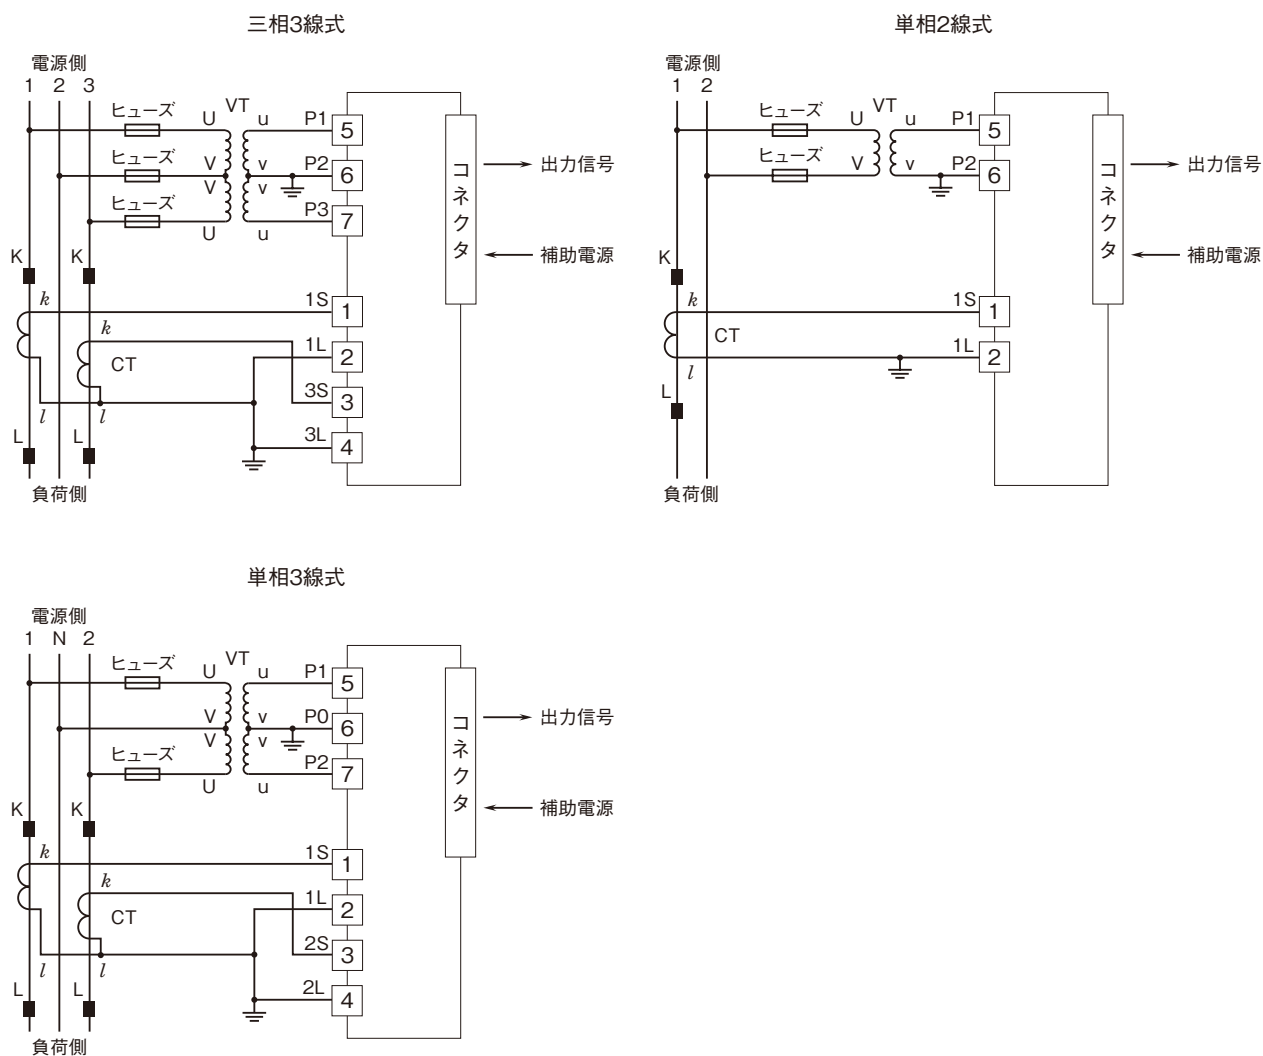 三相3線式
電源側
1 2 3
ヒューズ
U VT u P1 5
ヒューズ
V v P2 6
V v
ヒューズ
P3 7
U u
K K
k 1S 1
k
CT 1L 2
3S 3
l l
L L 3L 4
負荷側
コネクタ
出力信号
補助電源
単相2線式
電源側
1 2
ヒューズ
U VT u P1 5
ヒューズ
V v P2 6
K
k 1S 1
CT 1L 2
l
L
負荷側
コネクタ
出力信号
補助電源
単相3線式
電源側
1 N 2
ヒューズ
U VT u P1 5
V v P0 6
V v
ヒューズ
P2 7
U u
K K
k 1S 1
k
CT 1L 2
2S 3
l l
L L 2L 4
負荷側
コネクタ
出力信号
補助電源